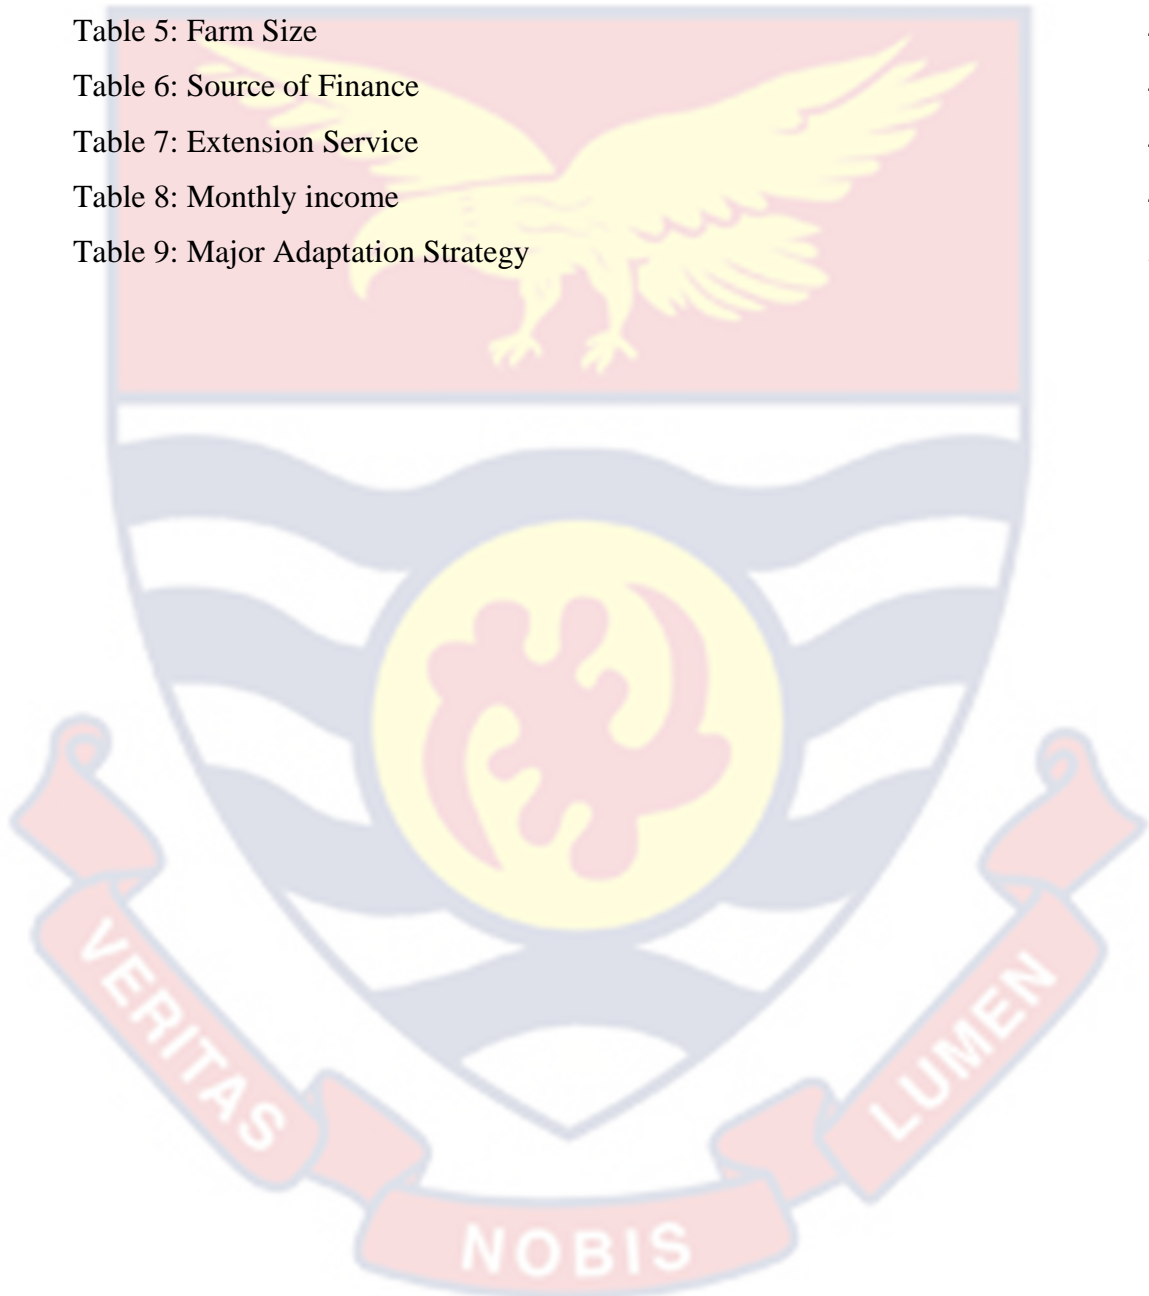 Table 5: Farm Size
Table 6: Source of Finance
Table 7: Extension Service
Table 8: Monthly income
Table 9: Major Adaptation Strategy
VERITAS
NOBIS
LUMEN